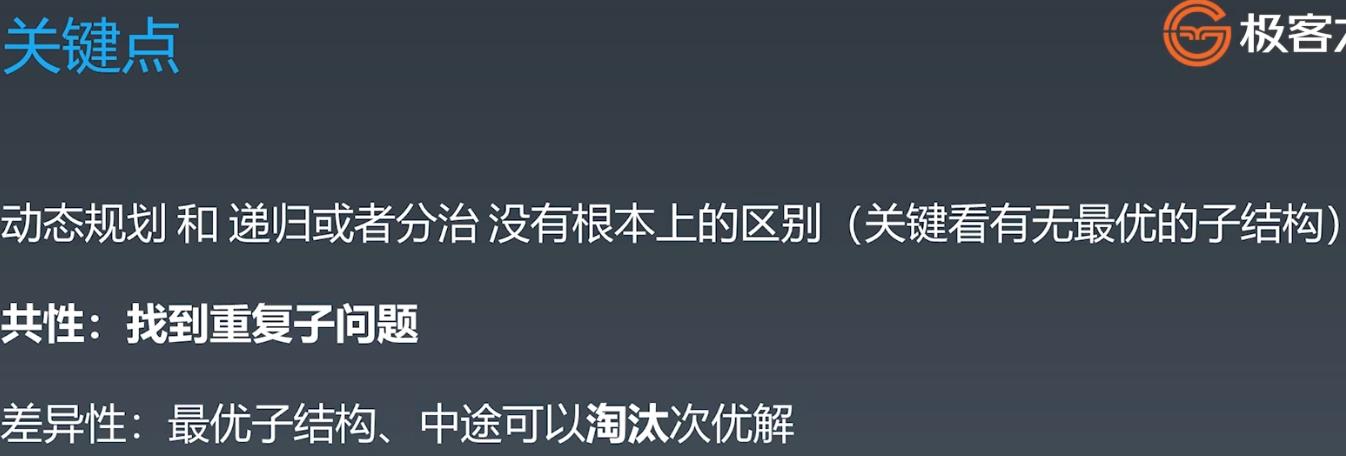 关键点
极客
动态规划 和 递归或者分治 没有根本上的区别（关键看有无最优的子结构）
共性：找到重复子问题
差异性：最优子结构、中途可以淘汰次优解